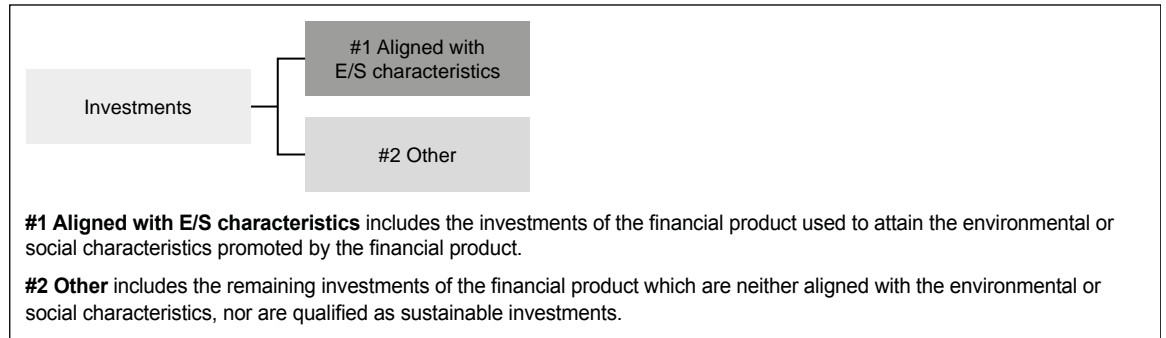 #1 Aligned with
E/S characteristics
Investments
#2 Other
#1 Aligned with E/S characteristics includes the investments of the financial product used to attain the environmental or
social characteristics promoted by the financial product.
#2 Other includes the remaining investments of the financial product which are neither aligned with the environmental or
social characteristics, nor are qualified as sustainable investments.